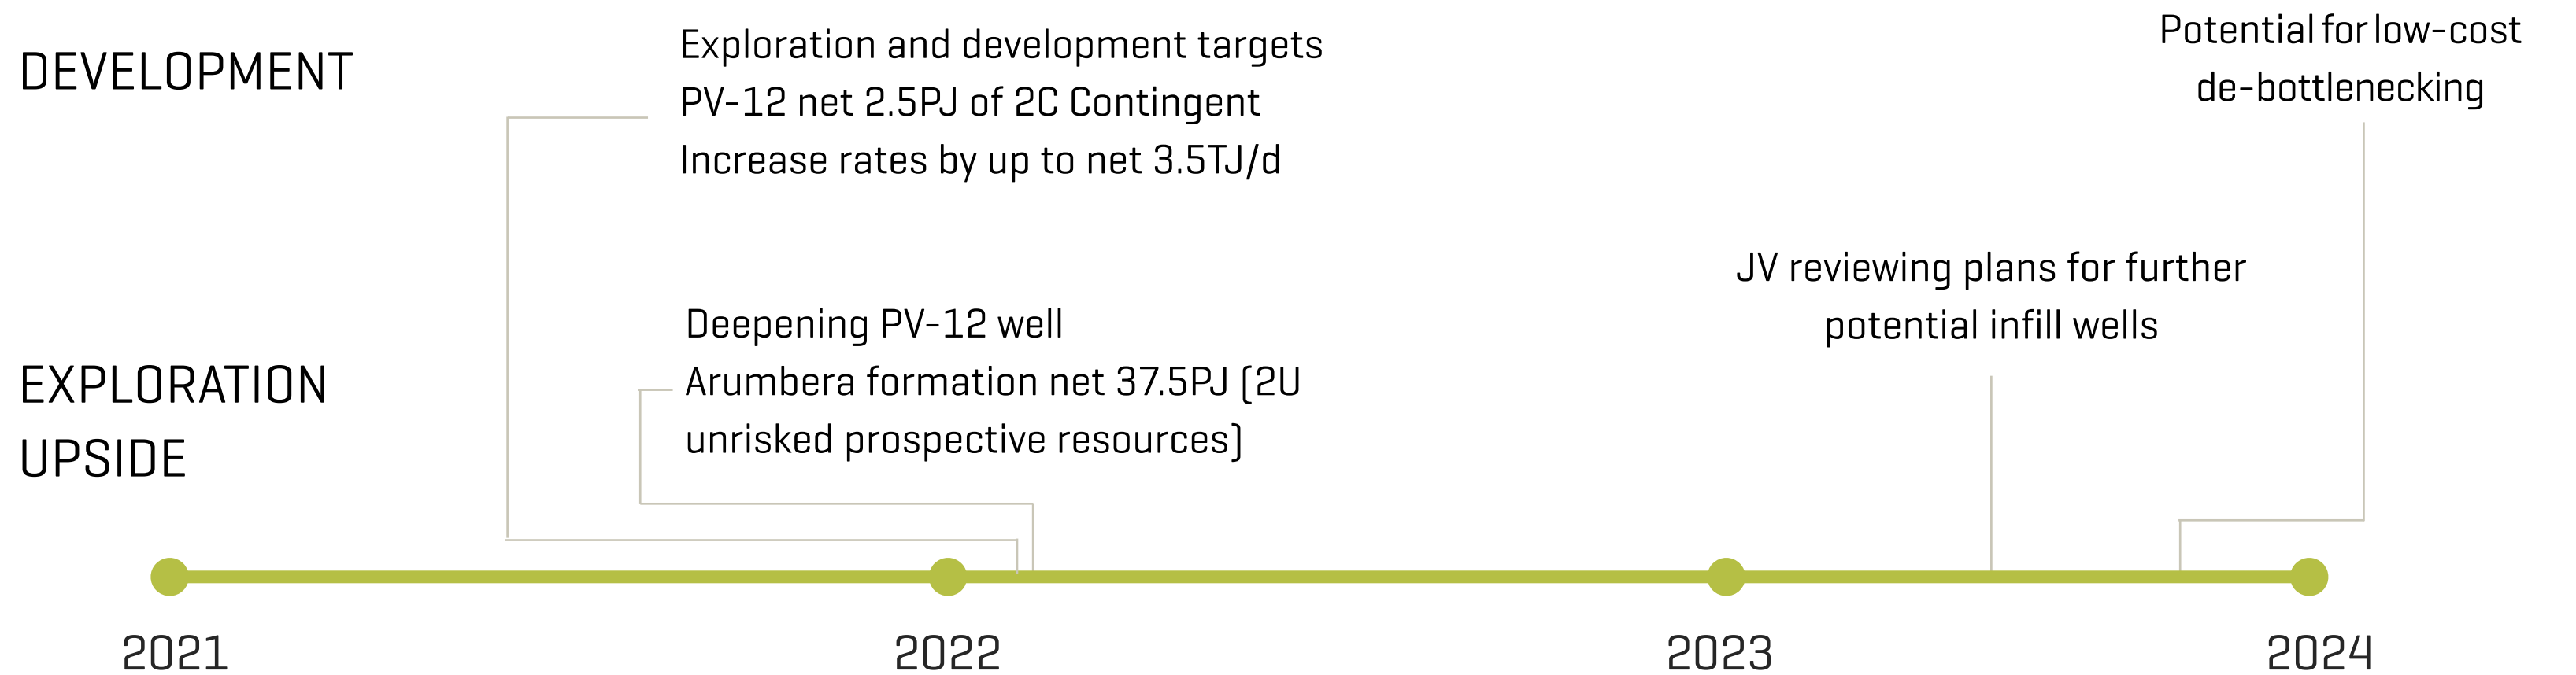 DEVELOPMENT
Exploration and development targets
PV-12 net 2.5PJ of 2C Contingent
Increase rates by up to net 3.5TJ/d
Potential for low-cost
de-bottlenecking
EXPLORATION
UPSIDE
Deepening PV-12 well
Arumbera formation net 37.5PJ (2U
unrisked prospective resources)
JV reviewing plans for further
potential infill wells
2021
2022
2023
2024